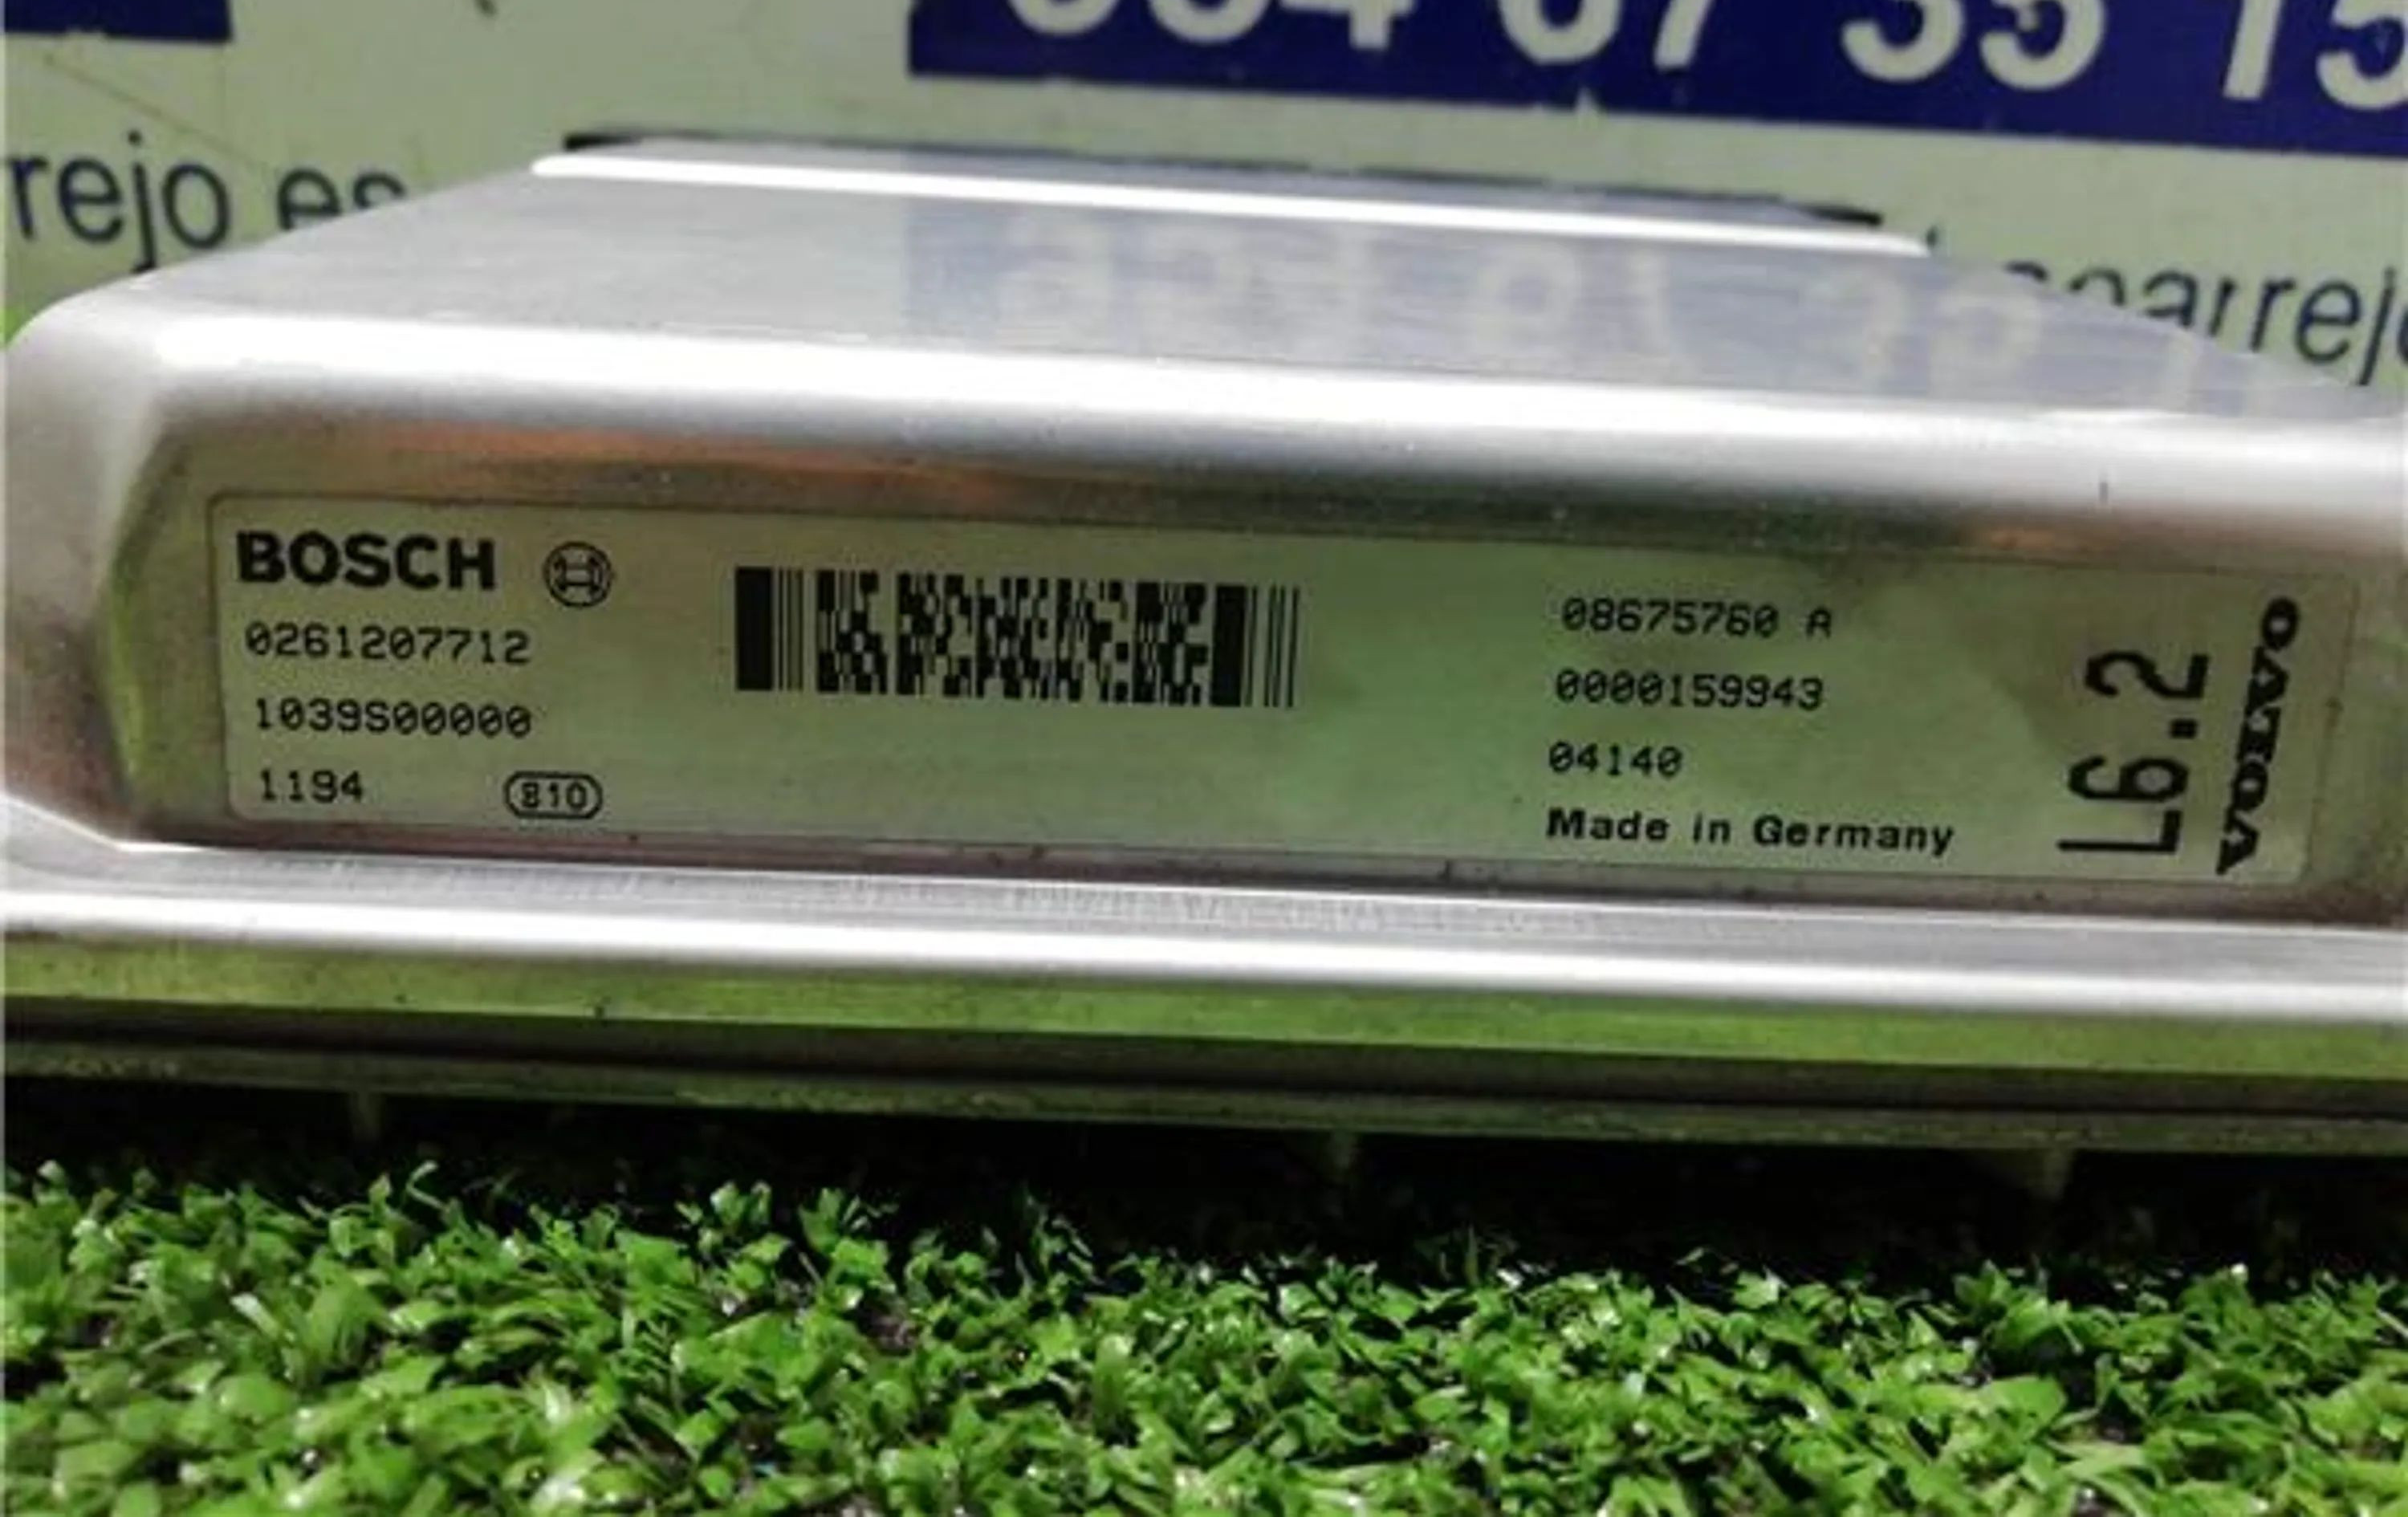 rejo es
BOSCH
0261207712
1039S00000
1194
810
08675760 A
0000159943
04140
Made in Germany
L6.2
VOLVO